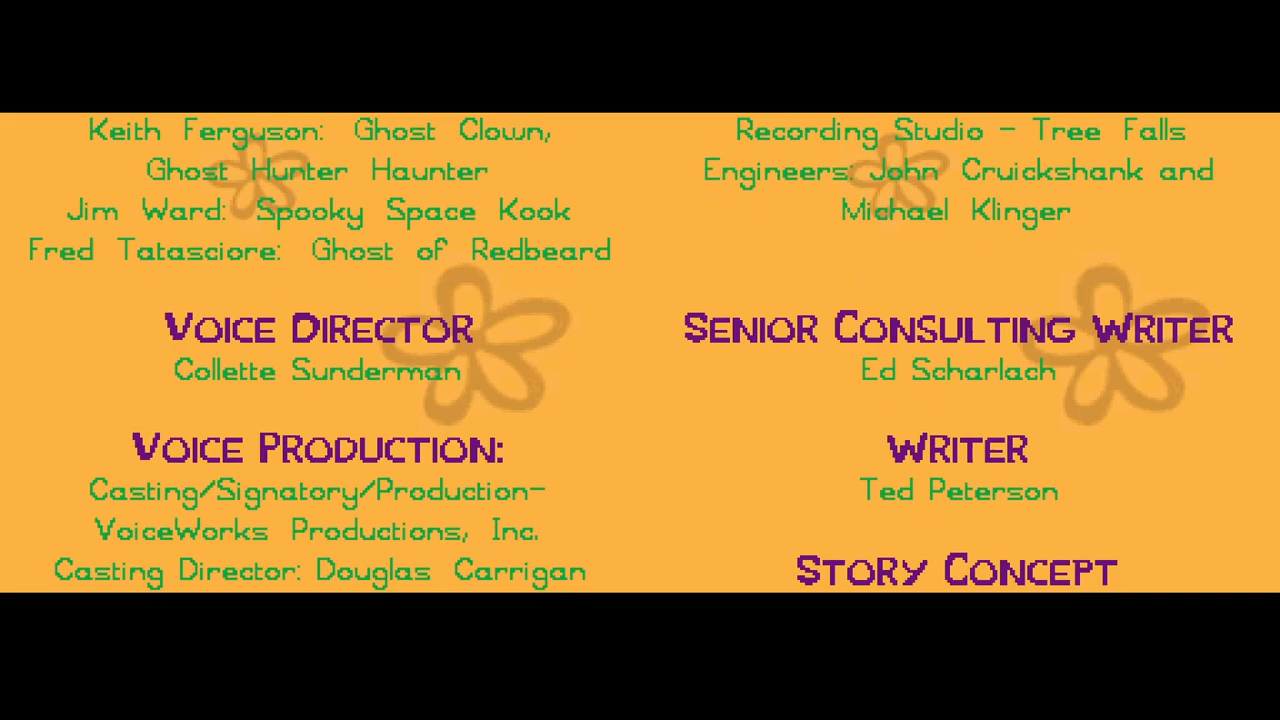 Keith Ferguson: Ghost Clown,
Ghost Hunter Haunter
Jim Ward: Spooky Space Kook
Fred Tatasciore: Ghost of Redbeard
VOICE DIRECTOR
Collette Sunderman
VOICE PRODUCTION:
Casting/Signatory/Production-
VoiceWorks Productions, Inc.
Casting Director: Douglas Carrigan
Recording Studio - Tree Falls
Engineers: John Cruickshank and
Michael Klinger
SENIOR CONSULTING WRITER
Ed Scharlach
WRITER
Ted Peterson
STORY CONCEPT